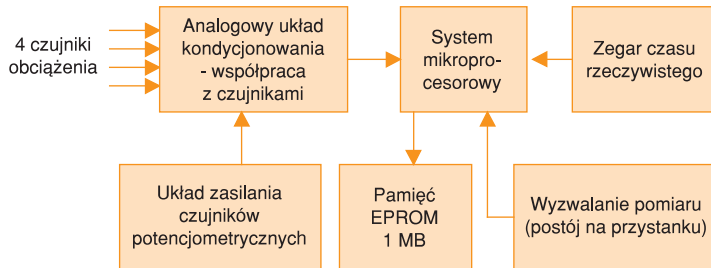 4 czujniki
obciążenia
Analogowy układ
kondycjonowania
- współpraca
z czujnikami
System
mikropro-
cesorowy
Zegar czasu
rzeczywistego
Układ zasilania
czujników
potencjometrycznych
Pamięć
EPROM
1 MB
Wyzwalanie pomiaru
(postój na przystanku)